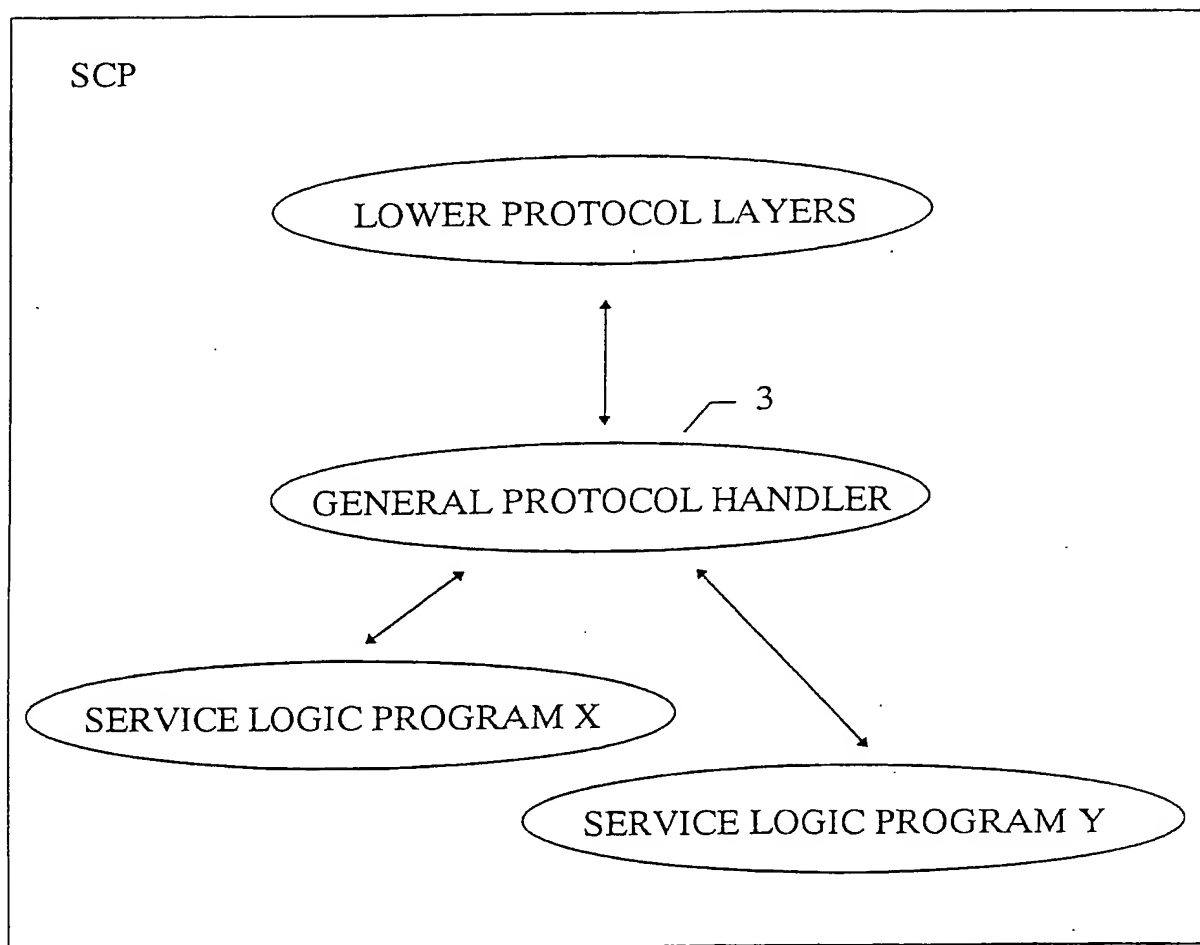 SCP
LOWER PROTOCOL LAYERS
3
GENERAL PROTOCOL HANDLER
SERVICE LOGIC PROGRAM X
SERVICE LOGIC PROGRAM Y